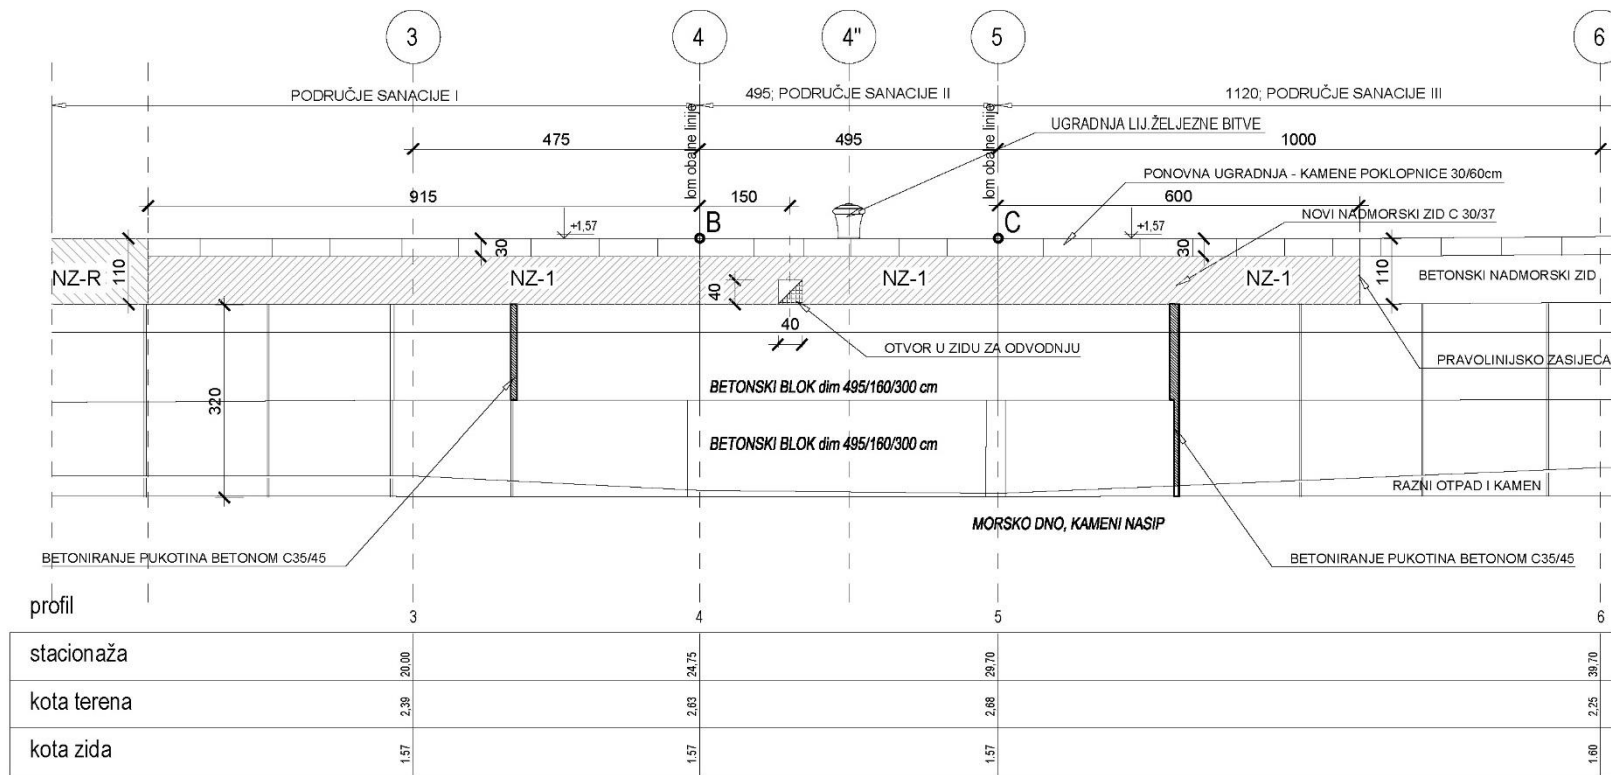 3
4
4"
5
6
PODRUČJE SANACIJE I
495; PODRUČJE SANACIJE II
1120; PODRUČJE SANACIJE III
lom obalne linije
lom obalne linije
UGRADNJA LIJ.ŽELJEZNE BITVE
475
495
1000
PONOVNA UGRADNJA - KAMENE POKLOPNICE 30/60cm
915
150
600
NOVI NADMORSKI ZID C 30/37
+1,57
B
C
+1,57
30
30
NZ-R
110
NZ-1
NZ-1
NZ-1
110
BETONSKI NADMORSKI ZID
40
40
OTVOR U ZIDU ZA ODVODNJU
PRAVOLINIJSKO ZASIJECA
320
BETONSKI BLOK dim 495/160/300 cm
BETONSKI BLOK dim 495/160/300 cm
RAZNI OTPAD I KAMEN
MORSKO DNO, KAMENI NASIP
BETONIRANJE PUKOTINA BETONOM C35/45
BETONIRANJE PUKOTINA BETONOM C35/45
profil
3
4
5
6
stacionaža
20.00
24.75
29.70
39.70
kota terena
2,39
2,63
2,68
2,25
kota zida
1.57
1.57
1.57
1.60